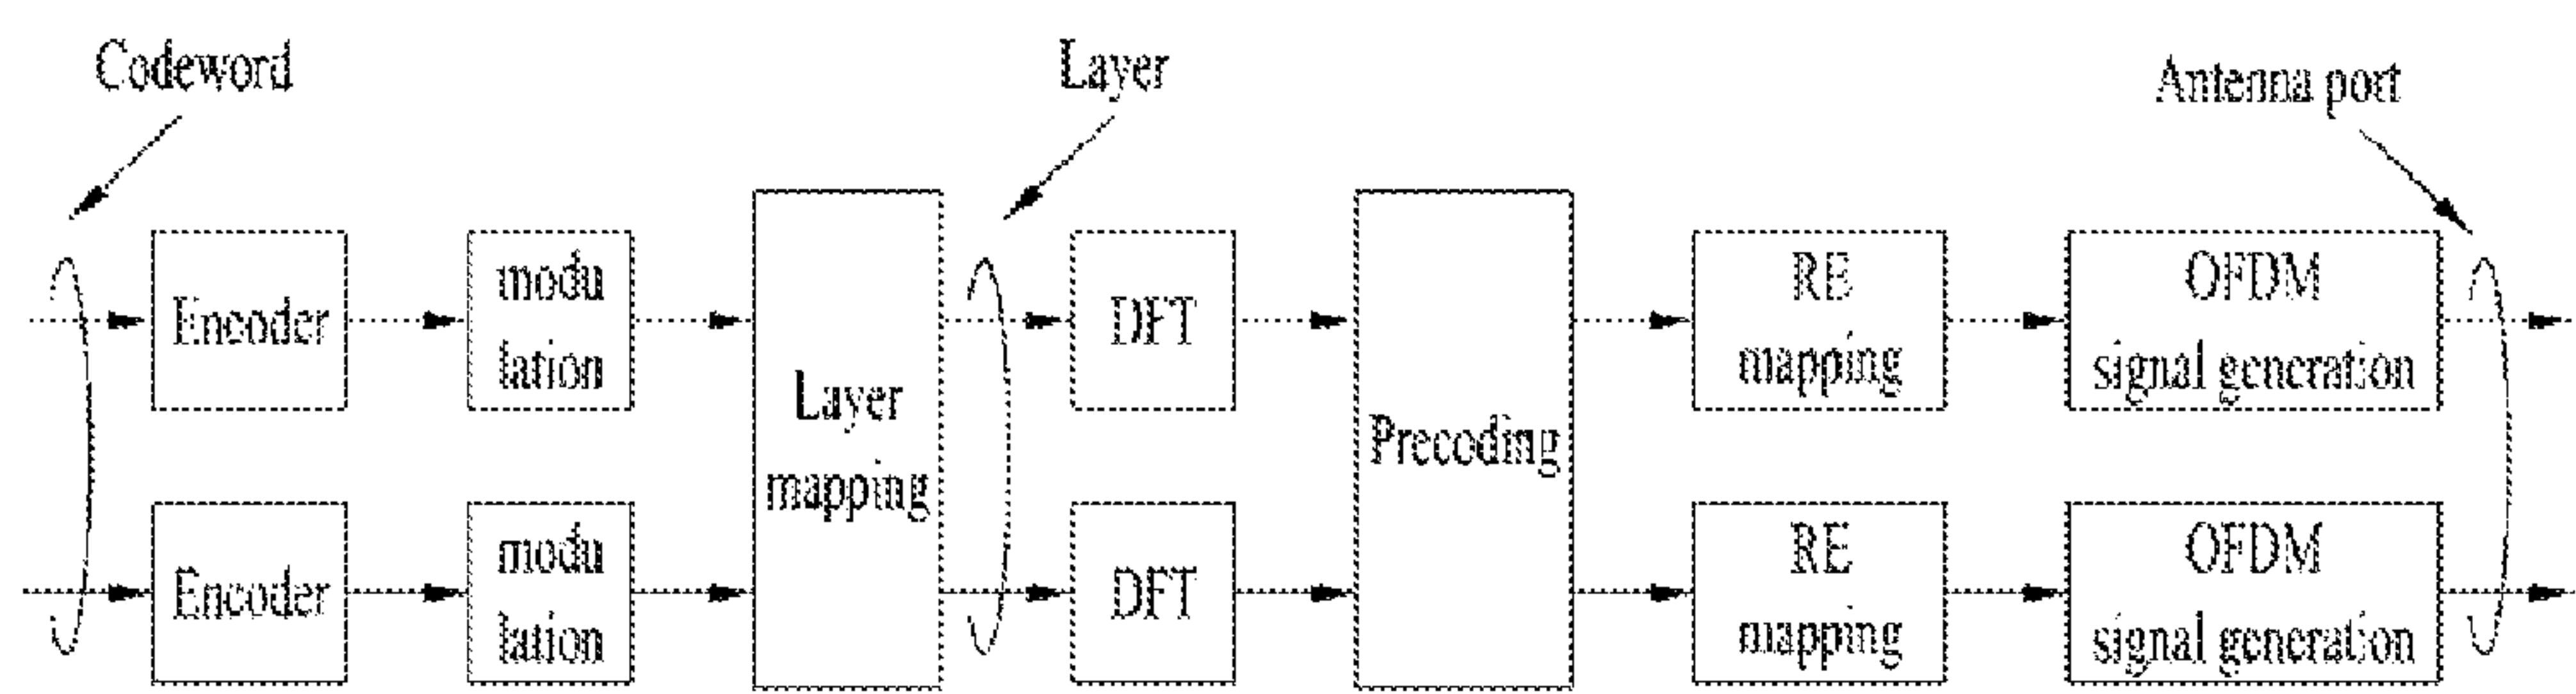 Codeword
Layer
Antenna port
Encoder
modu
lation
Layer
mapping
DFT
Precoding
RE
mapping
OFDM
signal generation
Encoder
modu
lation
DFT
RE
mapping
OFDM
signal generation